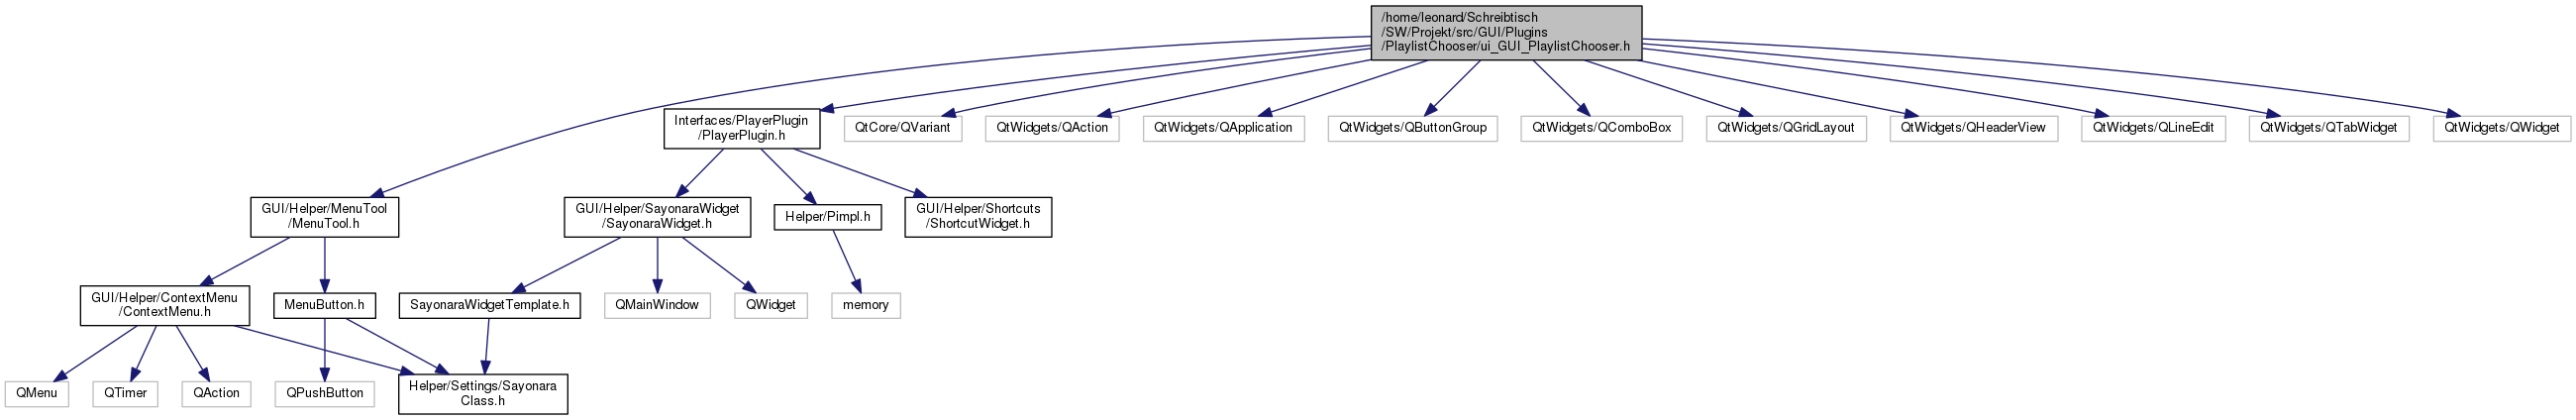 /home/leonard/Schreibtisch
/SW/Projekt/src/GUI/Plugins
/PlaylistChooser/ui_GUI_PlaylistChooser.h
Interfaces/PlayerPlugin
/PlayerPlugin.h
QtCore/QVariant
QtWidgets/QAction
QtWidgets/QApplication
QtWidgets/QButtonGroup
QtWidgets/QComboBox
QtWidgets/QGridLayout
QtWidgets/QHeaderView
QtWidgets/QLineEdit
QtWidgets/QTabWidget
QtWidgets/QWidget
GUI/Helper/MenuTool
/MenuTool.h
GUI/Helper/SayonaraWidget
/SayonaraWidget.h
Helper/Pimpl.h
GUI/Helper/Shortcuts
/ShortcutWidget.h
GUI/Helper/ContextMenu
/ContextMenu.h
MenuButton.h
SayonaraWidgetTemplate.h
QMainWindow
QWidget
memory
QMenu
QTimer
QAction
QPushButton
Helper/Settings/Sayonara
Class.h